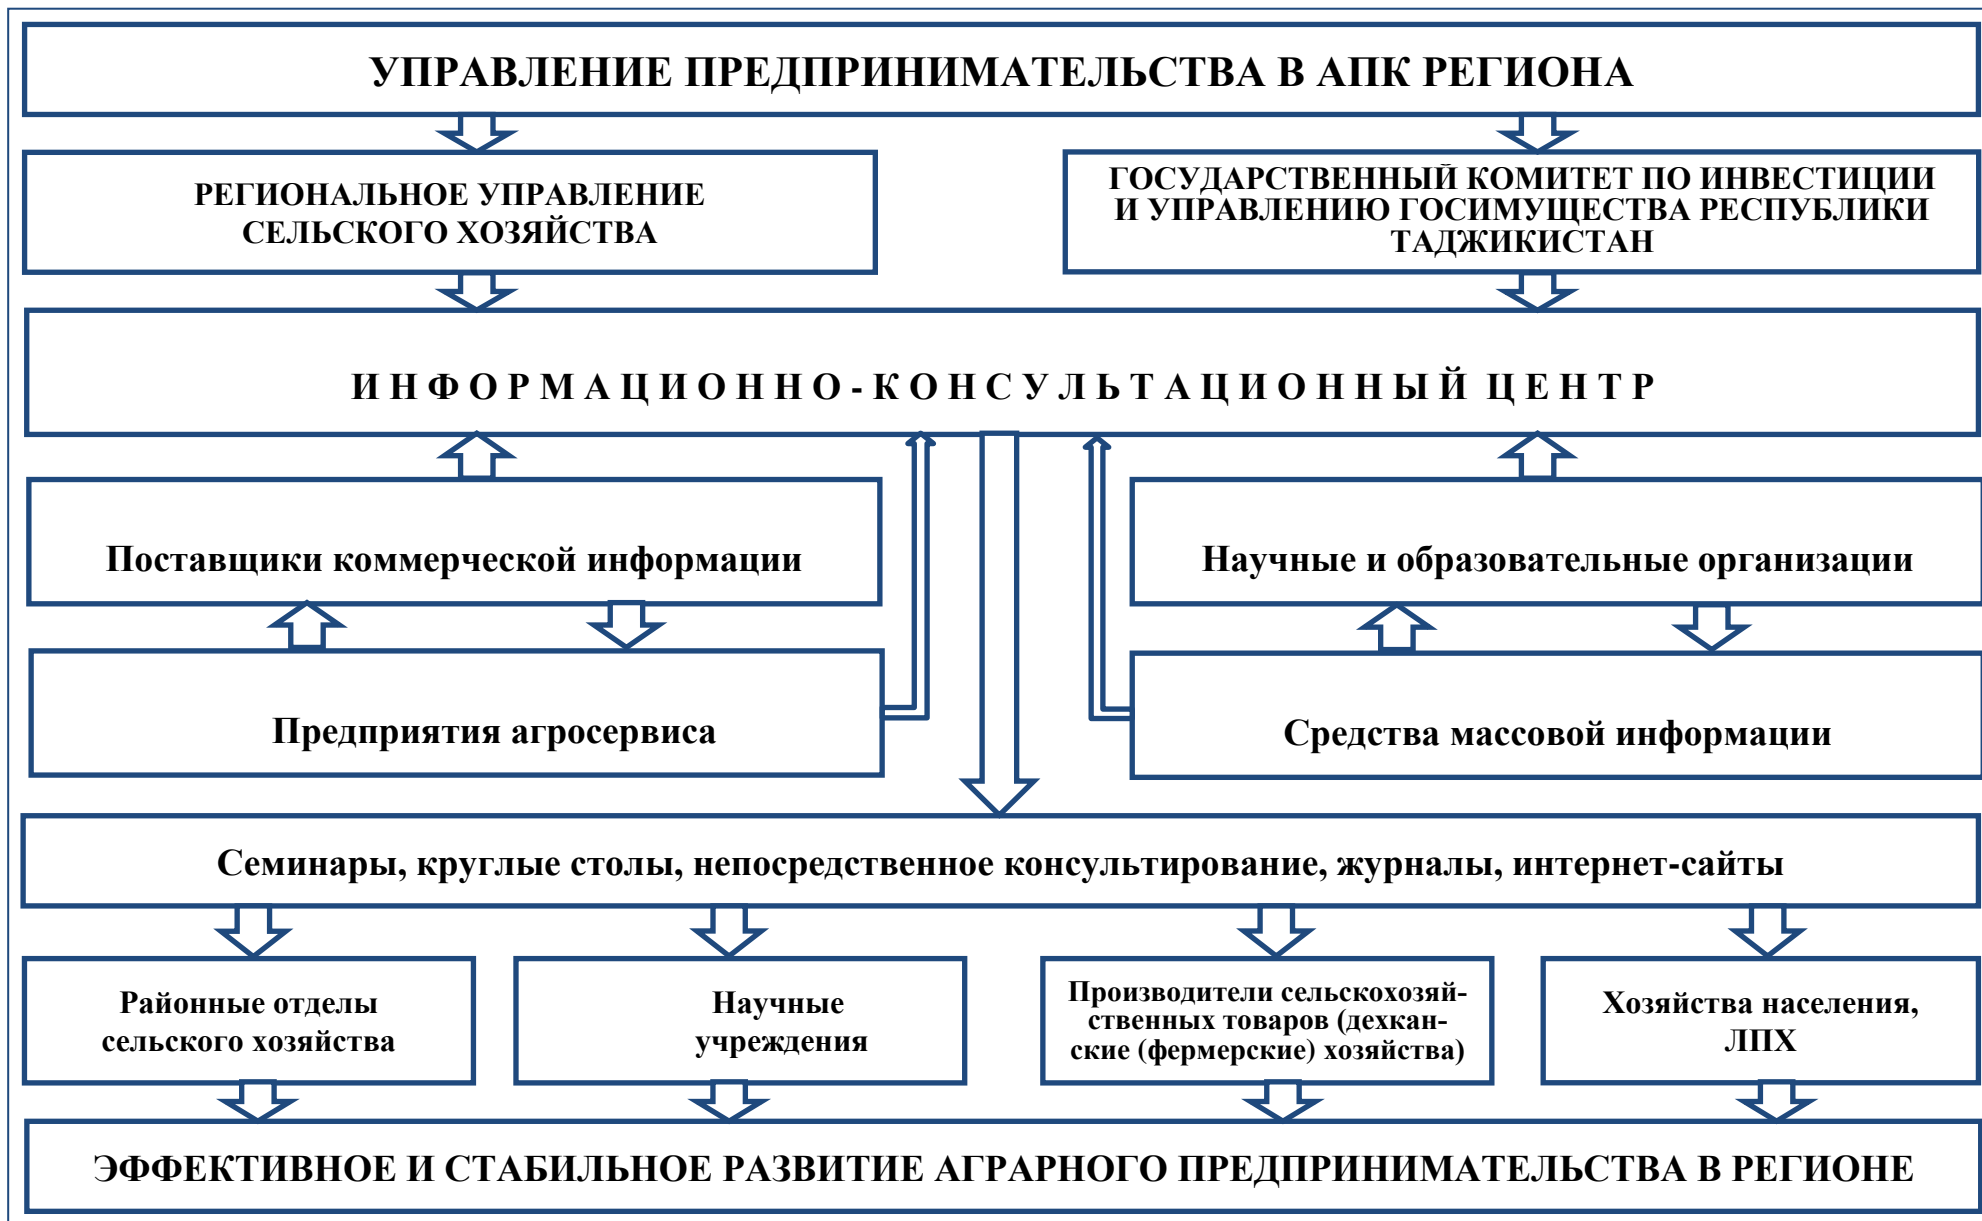 УПРАВЛЕНИЕ ПРЕДПРИНИМАТЕЛЬСТВА В АПК РЕГИОНА
РЕГИОНАЛЬНОЕ УПРАВЛЕНИЕ
СЕЛЬСКОГО ХОЗЯЙСТВА
ГОСУДАРСТВЕННЫЙ КОМИТЕТ ПО ИНВЕСТИЦИИ
И УПРАВЛЕНИЮ ГОСИМУЩЕСТВА РЕСПУБЛИКИ
ТАДЖИКИСТАН
И Н Ф О Р М А Ц И О Н Н О - К О Н С У Л Ь Т А Ц И О Н Н Ы Й Ц Е Н Т Р
Поставщики коммерческой информации
Научные и образовательные организации
Предприятия агросервиса
Средства массовой информации
Семинары, круглые столы, непосредственное консультирование, журналы, интернет-сайты
Районные отделы
сельского хозяйства
Научные
учреждения
Производители сельскохозяй-
ственных товаров (дехкан-
ские (фермерские) хозяйства)
Хозяйства населения,
ЛПХ
ЭФФЕКТИВНОЕ И СТАБИЛЬНОЕ РАЗВИТИЕ АГРАРНОГО ПРЕДПРИНИМАТЕЛЬСТВА В РЕГИОНЕ